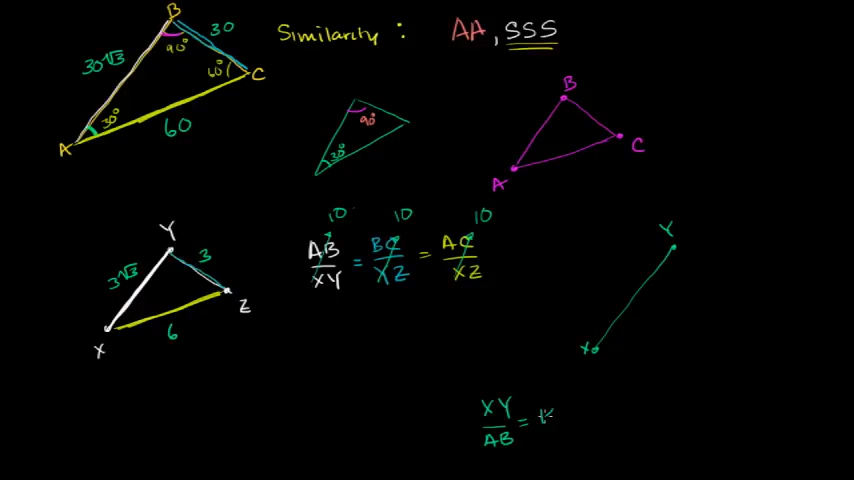 Similarity : AA, SSS
B
30
30√3
90°
60°
C
30°
A
60
90°
30°
B
C
A
Y
3√3
3
Z
X
6
10 10 10
AB/XY = BC/XZ = AC/XZ
Y
X
XY/AB =